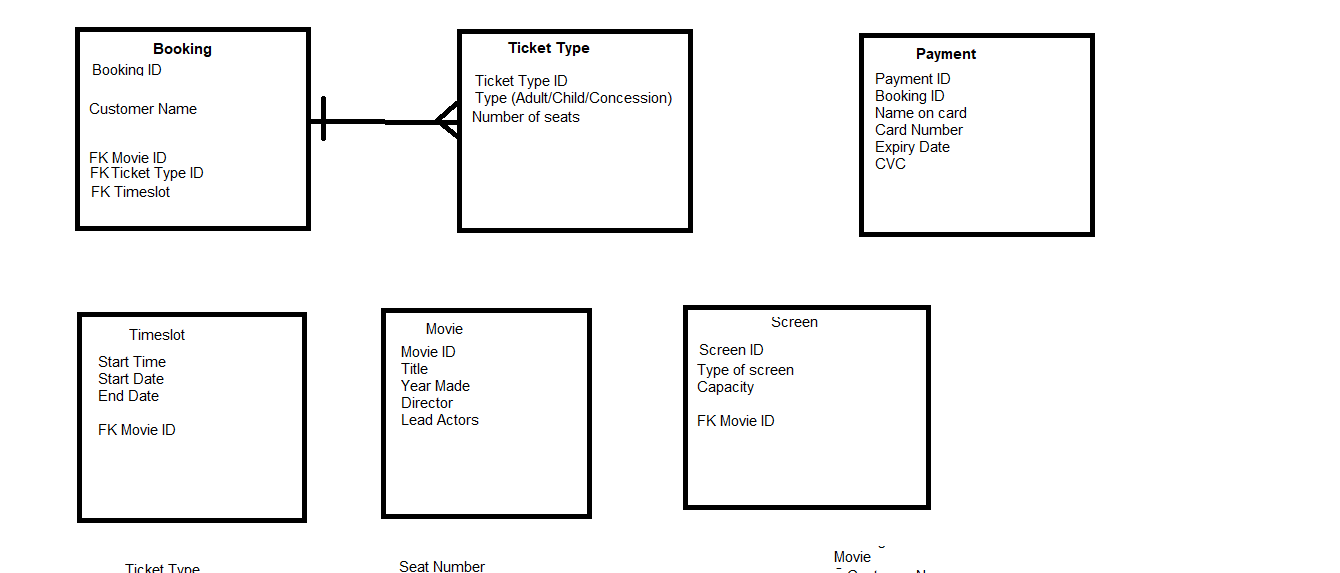 Booking
Booking ID
Customer Name
FK Movie ID
FK Ticket Type ID
FK Timeslot
Ticket Type
Ticket Type ID
Type (Adult/Child/Concession)
Number of seats
Payment
Payment ID
Booking ID
Name on card
Card Number
Expiry Date
CVC
Timeslot
Start Time
Start Date
End Date
FK Movie ID
Movie
Movie ID
Title
Year Made
Director
Lead Actors
Screen
Screen ID
Type of screen
Capacity
FK Movie ID
Ticket Type
Seat Number
Movie